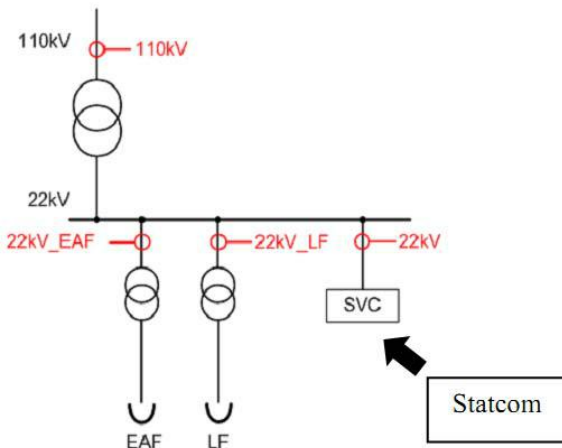 110kV
110kV
22kV
22kV_EAF
22kV_LF
22kV
SVC
Statcom
EAF
LF